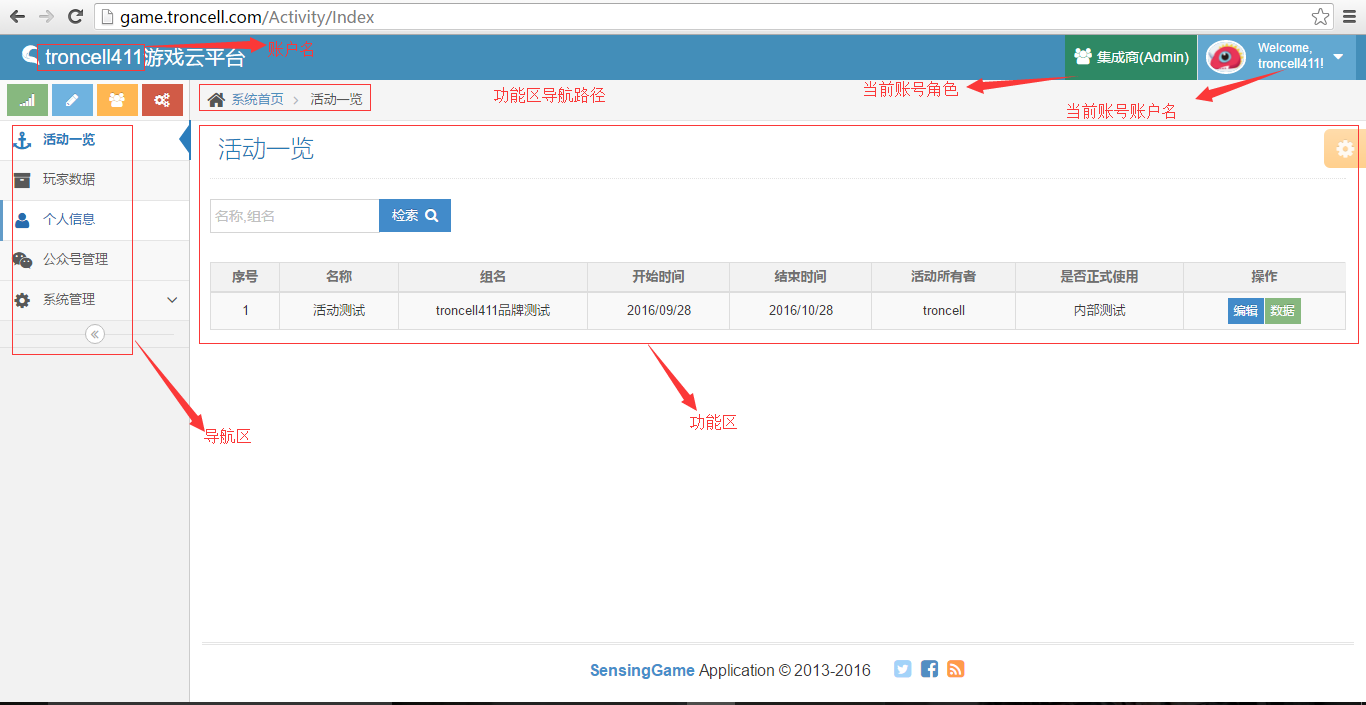 game.troncell.com/Activity/Index
troncell411游戏云平台
账户名
集成商(Admin)
Welcome,
troncell411!
系统首页 > 活动一览
功能区导航路径
当前账号角色
当前账号账户名
活动一览
玩家数据
个人信息
公众号管理
系统管理
导航区
活动一览
名称,组名
检索
序号 名称 组名 开始时间 结束时间 活动所有者 是否正式使用 操作
1 活动测试 troncell411品牌测试 2016/09/28 2016/10/28 troncell 内部测试 编辑 数据
功能区
SensingGame Application © 2013-2016